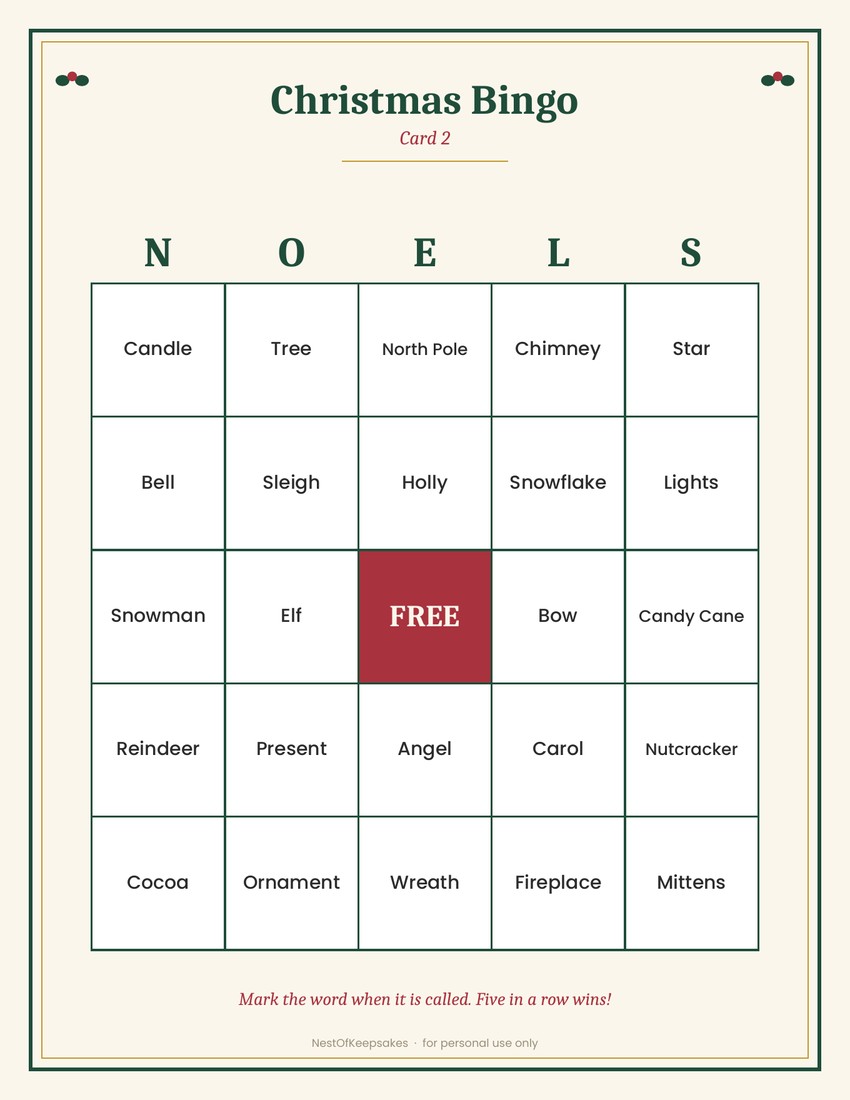 Christmas Bingo
Card 2
N O E L S
Candle Tree North Pole Chimney Star
Bell Sleigh Holly Snowflake Lights
Snowman Elf FREE Bow Candy Cane
Reindeer Present Angel Carol Nutcracker
Cocoa Ornament Wreath Fireplace Mittens
Mark the word when it is called. Five in a row wins!
NestOfKeepsakes · for personal use only